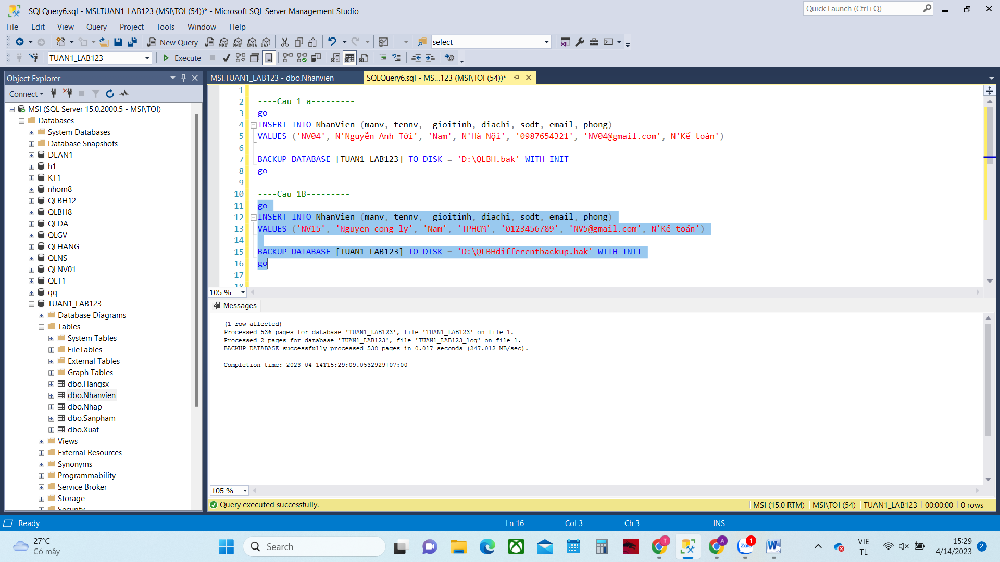 SQLQuery6.sql - MSI.TUAN1_LAB123 (MSI\TOI (54))* - Microsoft SQL Server Management Studio
Quick Launch (Ctrl+Q)
File Edit View Query Project Tools Window Help
New Query
MDX DMX XMLA DAX
select
TUAN1_LAB123
Execute
Object Explorer
Connect
MSI (SQL Server 15.0.2000.5 - MSI\TOI)
Databases
System Databases
Database Snapshots
DEAN1
h1
KT1
nhom8
QLBH12
QLBH8
QLDA
QLGV
QLHANG
QLNS
QLNV01
QLT1
qq
TUAN1_LAB123
Database Diagrams
Tables
System Tables
FileTables
External Tables
Graph Tables
dbo.Hangsx
dbo.Nhanvien
dbo.Nhap
dbo.Sanpham
dbo.Xuat
Views
External Resources
Synonyms
Programmability
Service Broker
Storage
Security
MSI.TUAN1_LAB123 - dbo.Nhanvien
SQLQuery6.sql - MS...123 (MSI\TOI (54))*
1
2 ----Cau 1 a---------
3 go
4 INSERT INTO NhanVien (manv, tennv,  gioitinh, diachi, sodt, email, phong)
5 VALUES ('NV04', N'Nguyễn Anh Tới', 'Nam', N'Hà Nội', '0987654321', 'NV04@gmail.com', N'Kế toán')
6
7 BACKUP DATABASE [TUAN1_LAB123] TO DISK = 'D:\QLBH.bak' WITH INIT
8 go
9
10 ----Cau 1B---------
11 go
12 INSERT INTO NhanVien (manv, tennv,  gioitinh, diachi, sodt, email, phong)
13 VALUES ('NV15', 'Nguyen cong ly', 'Nam', 'TPHCM', '0123456789', 'NV5@gmail.com', N'Kế toán')
14
15 BACKUP DATABASE [TUAN1_LAB123] TO DISK = 'D:\QLBHdifferentbackup.bak' WITH INIT
16 go
17
18
105 %
Messages
(1 row affected)
Processed 536 pages for database 'TUAN1_LAB123', file 'TUAN1_LAB123' on file 1.
Processed 2 pages for database 'TUAN1_LAB123', file 'TUAN1_LAB123_log' on file 1.
BACKUP DATABASE successfully processed 538 pages in 0.017 seconds (247.012 MB/sec).
Completion time: 2023-04-14T15:29:09.0532929+07:00
105 %
Query executed successfully.
MSI (15.0 RTM) MSI\TOI (54) TUAN1_LAB123 00:00:00 0 rows
Ready
Ln 16 Col 3 Ch 3 INS
27°C
Có mây
Search
T
A
Zalo
1
VIE
TL
15:29
4/14/2023
2